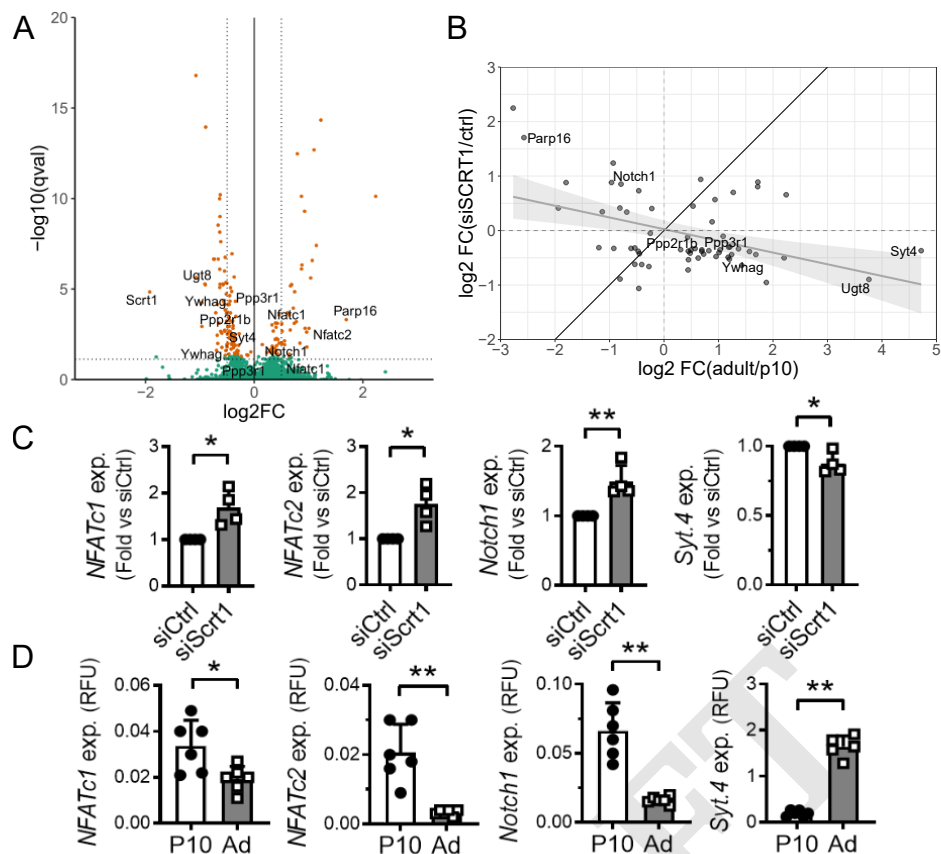 A
20
15
10
5
0
−log10(qval)
−2
0
2
log2FC
Scrt1
Ugt8
Ywhag
Ppp3r1
Ppp2r1b
Nfatc1
Parp16
Syt4
Nfatc2
Ywhag
Notch1
Ppp3r1
Nfatc1
B
3
2
1
0
−1
−2
log2 FC(siSCRT1/ctrl)
−3
−2
−1
0
1
2
3
4
5
log2 FC(adult/p10)
Parp16
Notch1
Ppp2r1b
Ppp3r1
Ywhag
Syt4
Ugt8
C
NFATc1 exp.
(Fold vs siCtrl)
3
2
1
0
*
siCtrl
siScrt1
NFATc2 exp.
(Fold vs siCtrl)
3
2
1
0
*
siCtrl
siScrt1
Notch1 exp.
(Fold vs siCtrl)
2
1
0
**
siCtrl
siScrt1
Syt.4 exp.
(Fold vs siCtrl)
1.0
0.5
0.0
*
siCtrl
siScrt1
D
NFATc1 exp. (RFU)
0.06
0.04
0.02
0.00
*
P10 Ad
NFATc2 exp. (RFU)
0.04
0.02
0.00
**
P10 Ad
Notch1 exp. (RFU)
0.10
0.05
0.00
**
P10 Ad
Syt.4 exp. (RFU)
3
2
1
0
**
P10 Ad